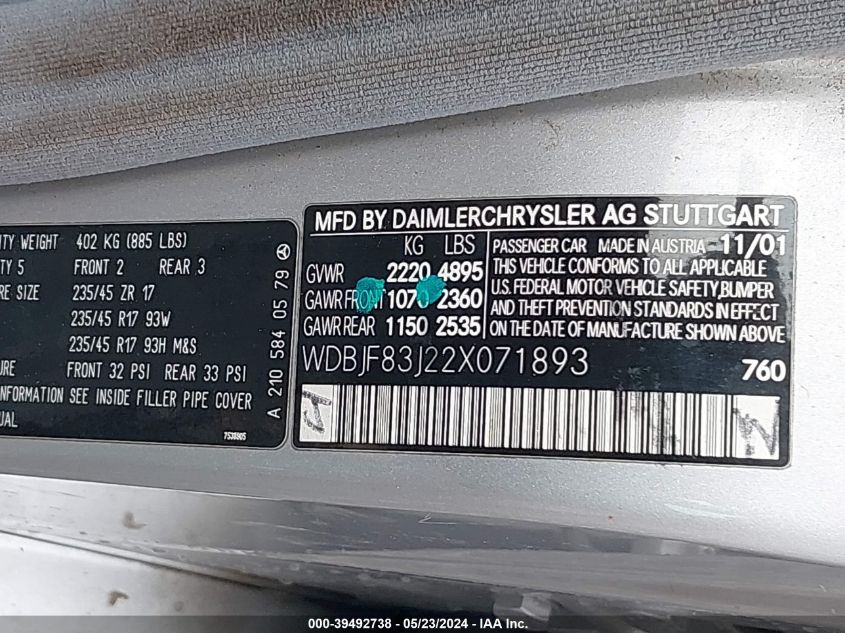 ITY WEIGHT 402 KG (885 LBS)
TY 5 FRONT 2 REAR 3
RE SIZE 235/45 ZR 17
235/45 R17 93W
235/45 R17 93H M&S
URE FRONT 32 PSI REAR 33 PSI
INFORMATION SEE INSIDE FILLER PIPE COVER
UAL
7538905
A 210 584 05 79
MFD BY DAIMLERCHRYSLER AG STUTTGART
KG LBS
GVWR 2220 4895
GAWR FRONT 1070 2360
GAWR REAR 1150 2535
PASSENGER CAR MADE IN AUSTRIA 11/01
THIS VEHICLE CONFORMS TO ALL APPLICABLE
U.S. FEDERAL MOTOR VEHICLE SAFETY, BUMPER
AND THEFT PREVENTION STANDARDS IN EFFECT
ON THE DATE OF MANUFACTURE SHOWN ABOVE.
WDBJF83J22X071893 760
000-39492738 - 05/23/2024 - IAA Inc.